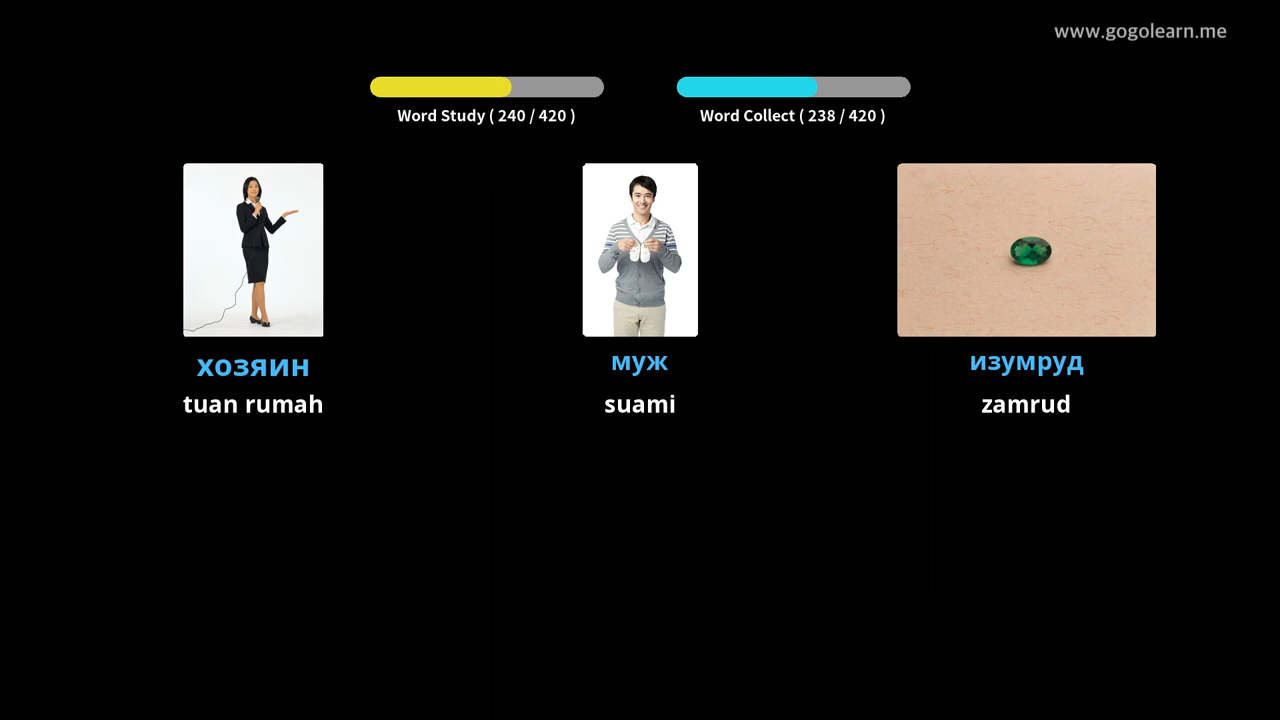 www.gogolearn.me
Word Study ( 240 / 420 )
Word Collect ( 238 / 420 )
хозяин
муж
изумруд
tuan rumah
suami
zamrud